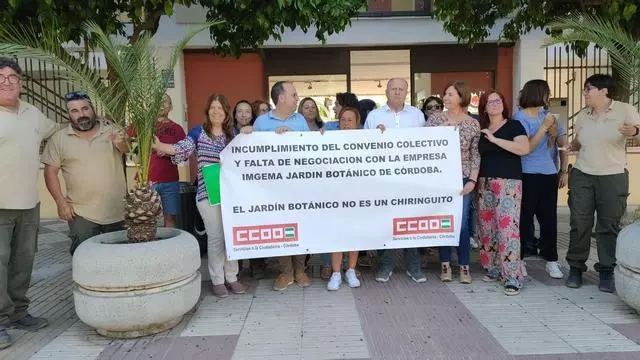 INCUMPLIMIENTO DEL CONVENIO COLECTIVO
Y FALTA DE NEGOCIACION CON LA EMPRESA
IMGEMA JARDIN BOTÁNICO DE CÓRDOBA.
EL JARDÍN BOTÁNICO NO ES UN CHIRINGUITO
CCOO
Servicios a la Ciudadanía - Córdoba
CCOO
Servicios a la Ciudadanía - Córdoba